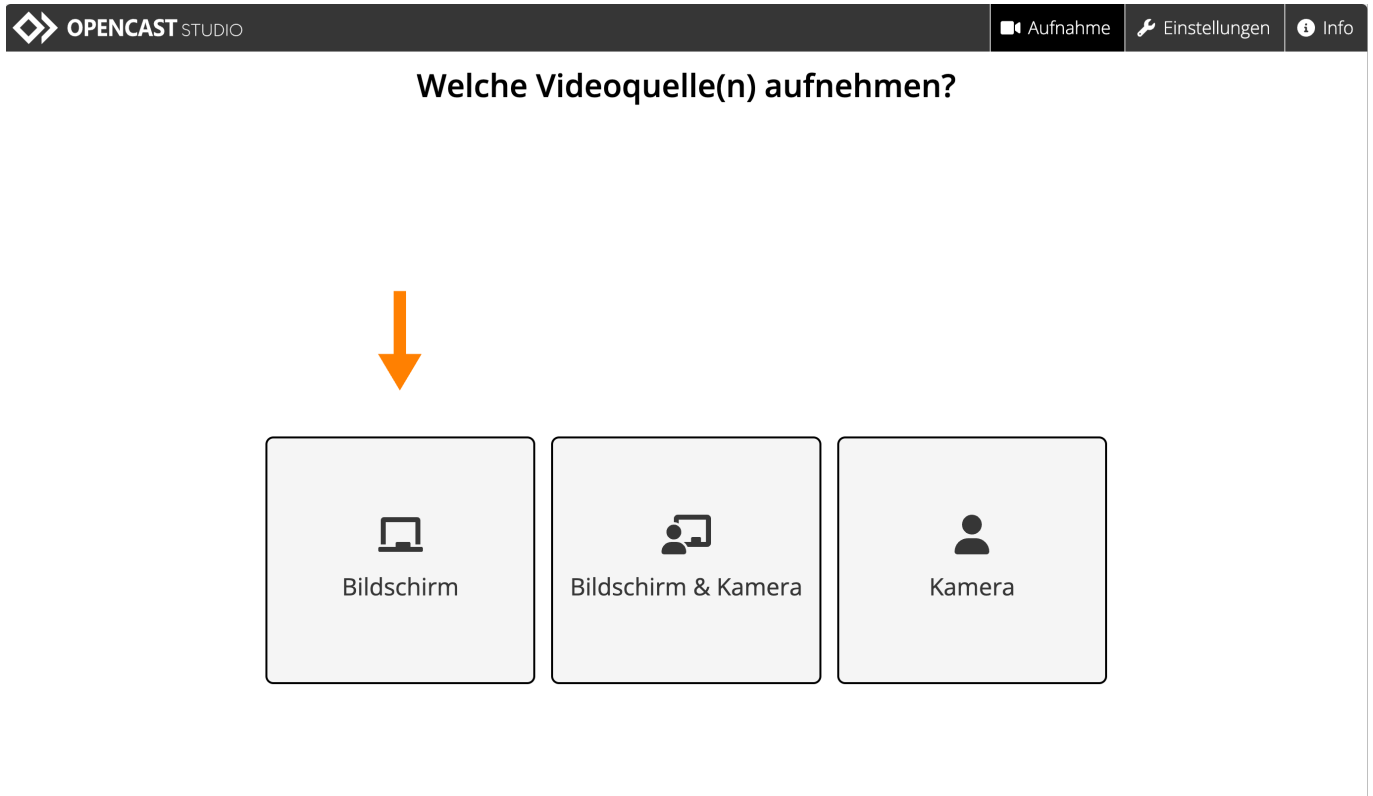 OPENCAST STUDIO Aufnahme Einstellungen Info
Welche Videoquelle(n) aufnehmen?
Bildschirm Bildschirm & Kamera Kamera